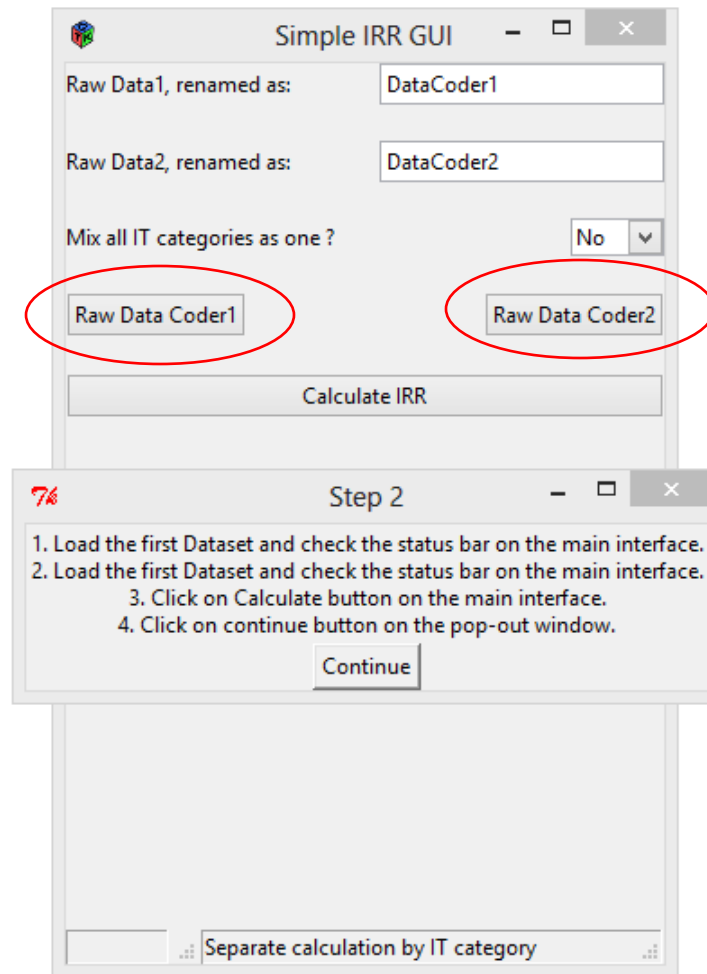 Simple IRR GUI
Raw Data1, renamed as: DataCoder1
Raw Data2, renamed as: DataCoder2
Mix all IT categories as one ? No
Raw Data Coder1 Raw Data Coder2
Calculate IRR
Step 2
1. Load the first Dataset and check the status bar on the main interface.
2. Load the first Dataset and check the status bar on the main interface.
3. Click on Calculate button on the main interface.
4. Click on continue button on the pop-out window.
Continue
Separate calculation by IT category